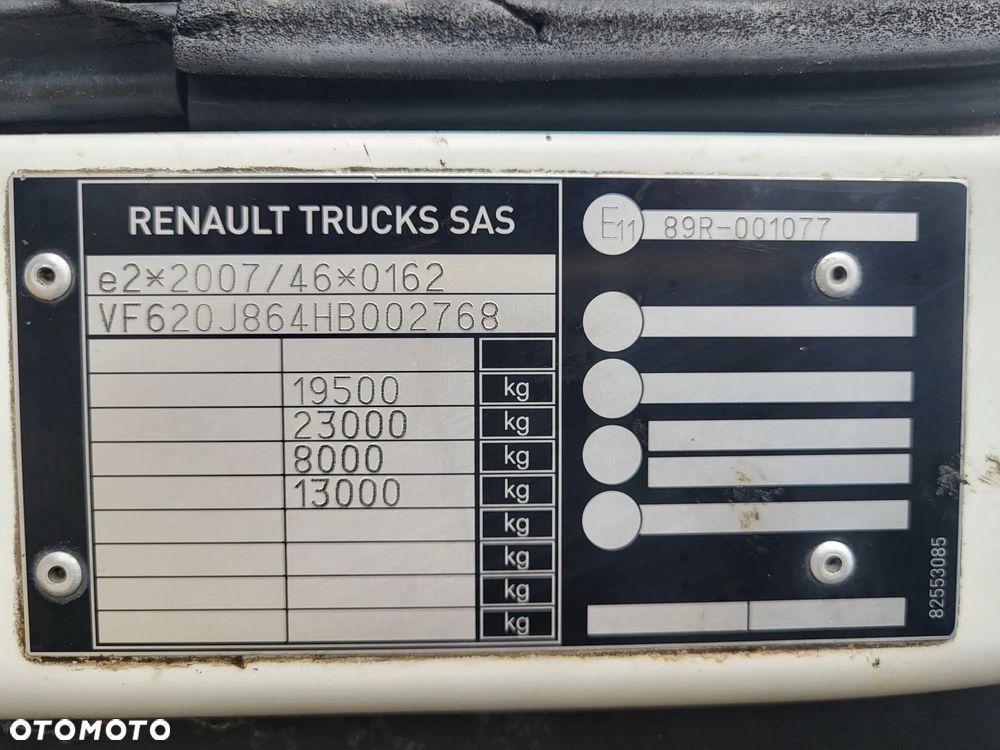 RENAULT TRUCKS SAS
e2*2007/46*0162
VF620J864HB002768
19500 kg
23000 kg
8000 kg
13000 kg
kg
kg
kg
kg
E11 89R-001077
82553085
OTOMOTO